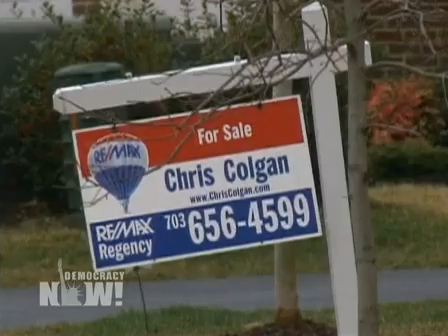 For Sale
RE/MAX
Chris Colgan
www.ChrisColgan.com
RE/MAX
Regency
703 656-4599
DEMOCRACY
NOW!